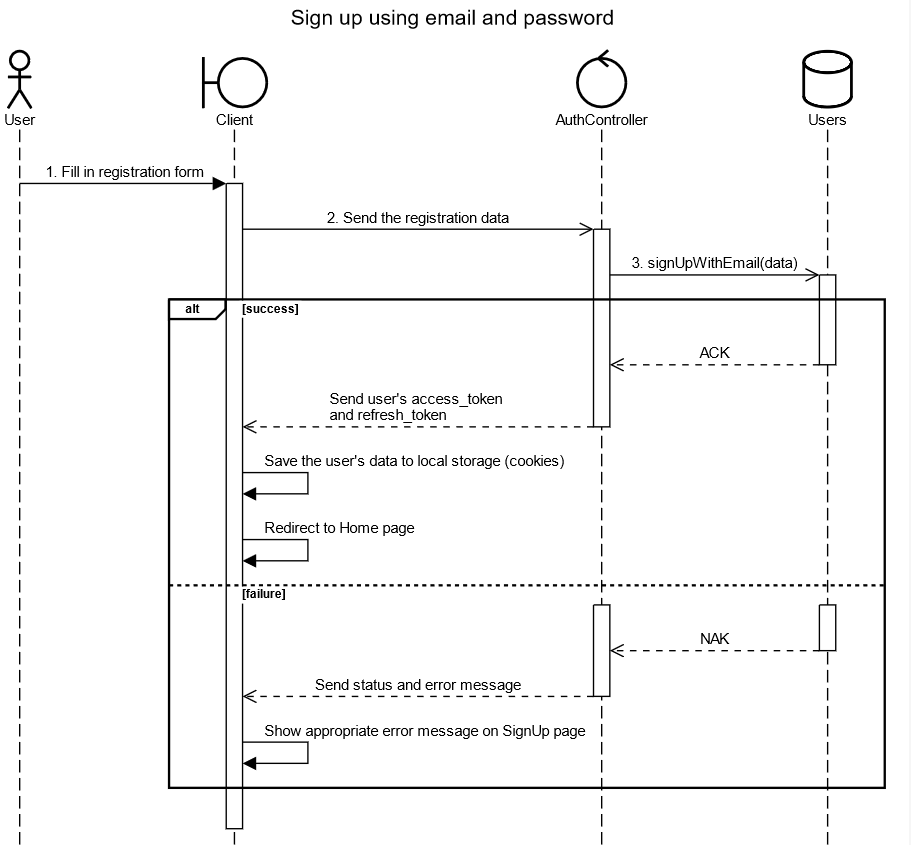 Sign up using email and password
User
Client
AuthController
Users
1. Fill in registration form
2. Send the registration data
3. signUpWithEmail(data)
alt
[success]
ACK
Send user's access_token
and refresh_token
Save the user's data to local storage (cookies)
Redirect to Home page
[failure]
NAK
Send status and error message
Show appropriate error message on SignUp page